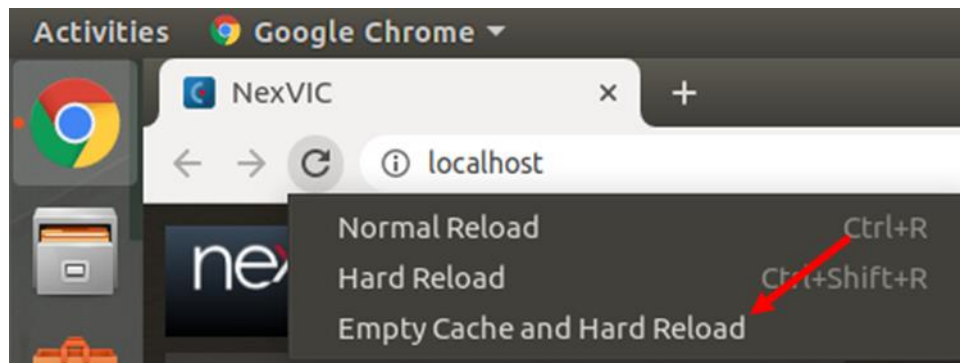 Activities Google Chrome
NexVIC
localhost
Normal Reload Ctrl+R
Hard Reload Ctrl+Shift+R
Empty Cache and Hard Reload